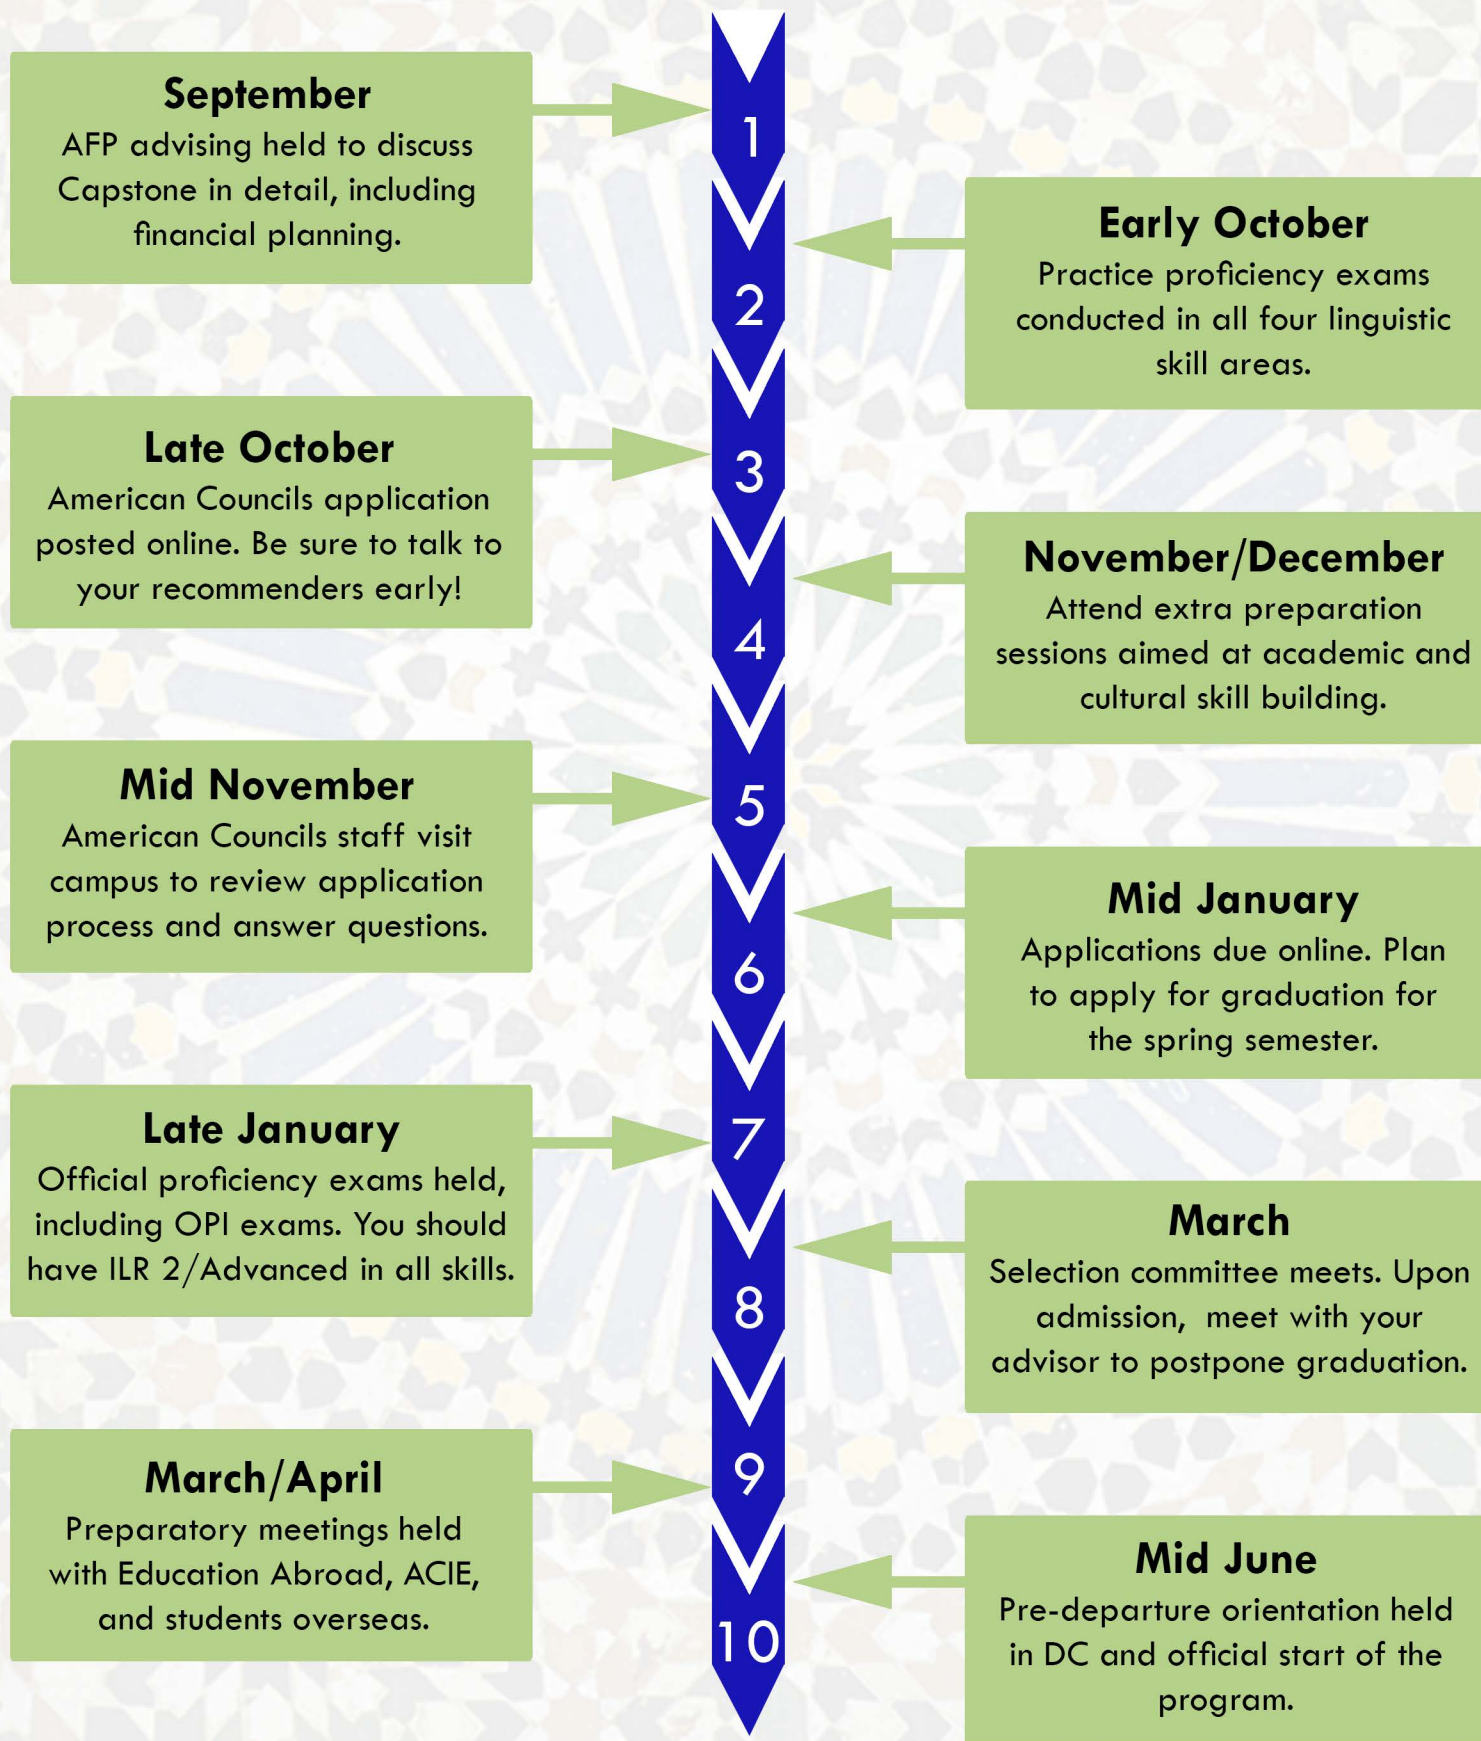 September
AFP advising held to discuss
Capstone in detail, including
financial planning.
1
Early October
Practice proficiency exams
conducted in all four linguistic
skill areas.
2
Late October
American Councils application
posted online. Be sure to talk to
your recommenders early!
3
November/December
Attend extra preparation
sessions aimed at academic and
cultural skill building.
4
Mid November
American Councils staff visit
campus to review application
process and answer questions.
5
Mid January
Applications due online. Plan
to apply for graduation for
the spring semester.
6
Late January
Official proficiency exams held,
including OPI exams. You should
have ILR 2/Advanced in all skills.
7
March
Selection committee meets. Upon
admission, meet with your
advisor to postpone graduation.
8
March/April
Preparatory meetings held
with Education Abroad, ACIE,
and students overseas.
9
Mid June
Pre-departure orientation held
in DC and official start of the
program.
10